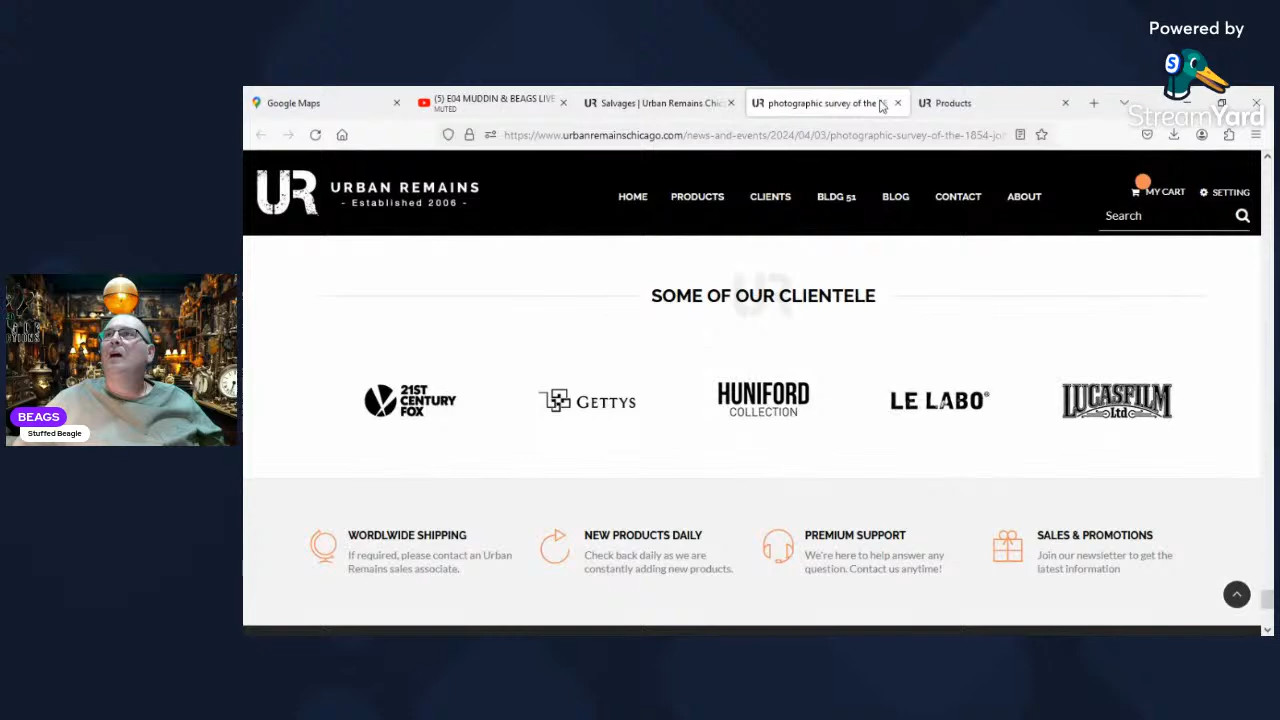 Powered by
StreamYard
Google Maps
(5) E04 MUDDIN & BEAGS LIVE
MUTED
UR Salvages | Urban Remains Chic
UR photographic survey of the
UR Products
https://www.urbanremainschicago.com/news-and-events/2024/04/03/photographic-survey-of-the-1854-jo
UR URBAN REMAINS
- Established 2006 -
HOME PRODUCTS CLIENTS BLDG 51 BLOG CONTACT ABOUT
MY CART SETTING
Search
UR
SOME OF OUR CLIENTELE
21ST
CENTURY
FOX
GETTYS
HUNIFORD
COLLECTION
LE LABO®
LUCASFILM
Ltd
WORDLWIDE SHIPPING
If required, please contact an Urban
Remains sales associate.
NEW PRODUCTS DAILY
Check back daily as we are
constantly adding new products.
PREMIUM SUPPORT
We're here to help answer any
question. Contact us anytime!
SALES & PROMOTIONS
Join our newsletter to get the
latest information
BEAGS
Stuffed Beagle